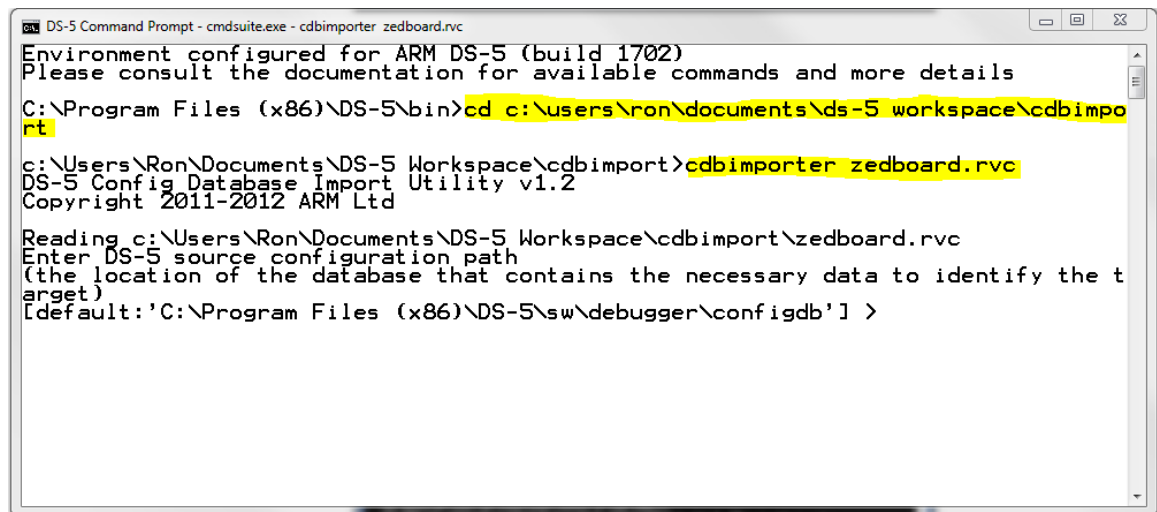 DS-5 Command Prompt - cmdsuite.exe - cdbimporter zedboard.rvc
Environment configured for ARM DS-5 (build 1702)
Please consult the documentation for available commands and more details
C:\Program Files (x86)\DS-5\bin>cd c:\users\ron\documents\ds-5 workspace\cdbimpo
rt
c:\Users\Ron\Documents\DS-5 Workspace\cdbimport>cdbimporter zedboard.rvc
DS-5 Config Database Import Utility v1.2
Copyright 2011-2012 ARM Ltd
Reading c:\Users\Ron\Documents\DS-5 Workspace\cdbimport\zedboard.rvc
Enter DS-5 source configuration path
(the location of the database that contains the necessary data to identify the t
arget)
[default:'C:\Program Files (x86)\DS-5\sw\debugger\configdb'] >